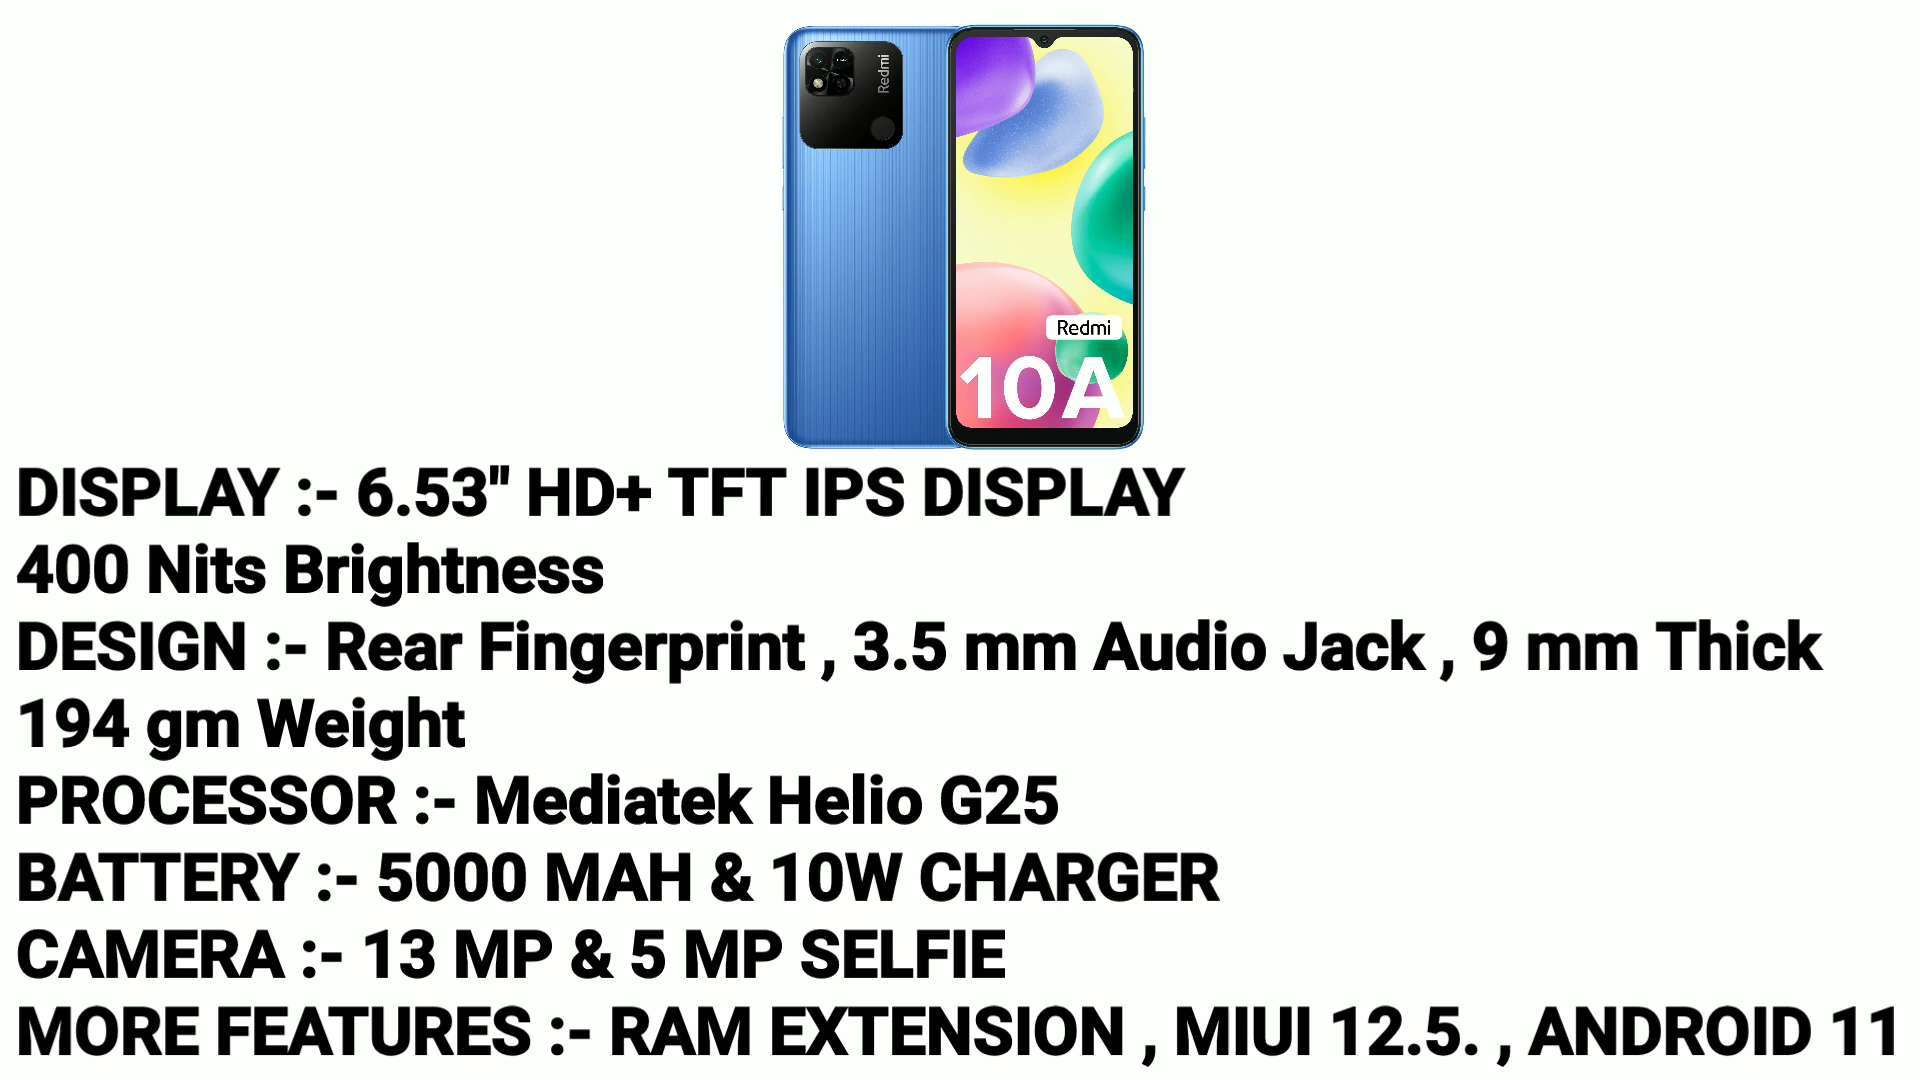 Redmi
Redmi
10A
DISPLAY :- 6.53" HD+ TFT IPS DISPLAY
400 Nits Brightness
DESIGN :- Rear Fingerprint , 3.5 mm Audio Jack , 9 mm Thick
194 gm Weight
PROCESSOR :- Mediatek Helio G25
BATTERY :- 5000 MAH & 10W CHARGER
CAMERA :- 13 MP & 5 MP SELFIE
MORE FEATURES :- RAM EXTENSION , MIUI 12.5. , ANDROID 11